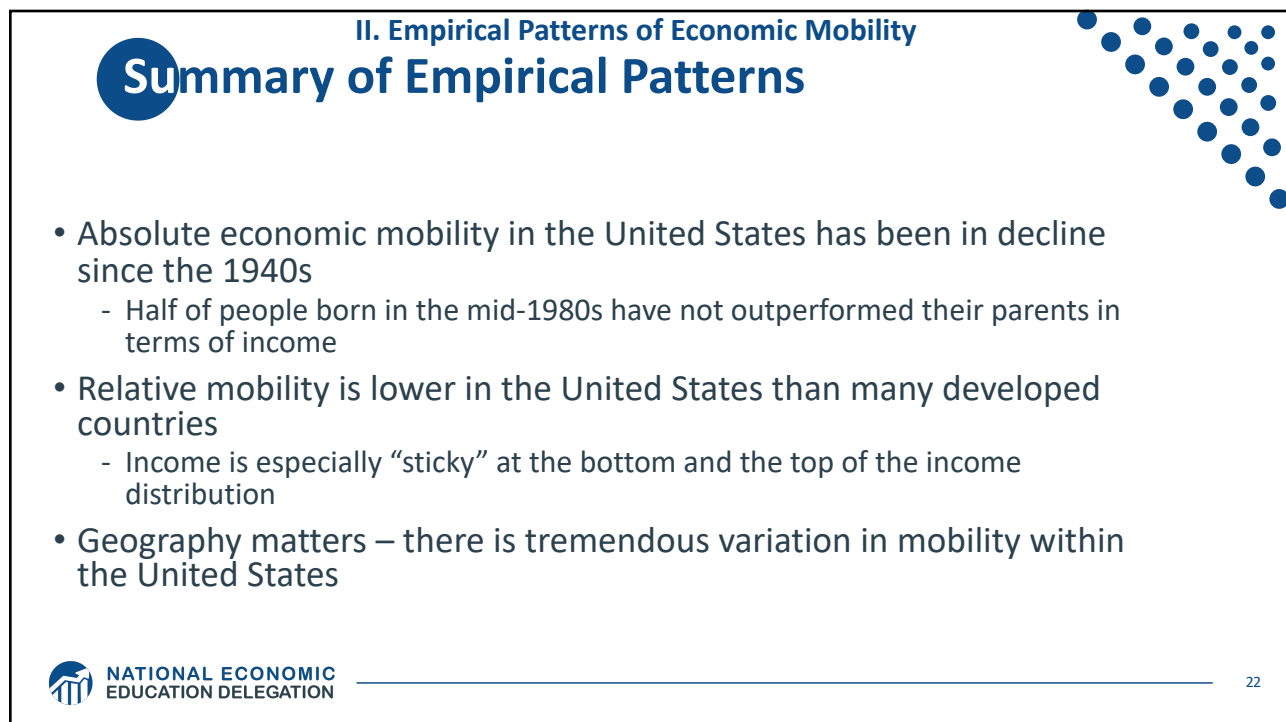 II. Empirical Patterns of Economic Mobility
Summary of Empirical Patterns
• Absolute economic mobility in the United States has been in decline
since the 1940s
- Half of people born in the mid-1980s have not outperformed their parents in
terms of income
• Relative mobility is lower in the United States than many developed
countries
- Income is especially “sticky” at the bottom and the top of the income
distribution
• Geography matters – there is tremendous variation in mobility within
the United States
NATIONAL ECONOMIC
EDUCATION DELEGATION
22